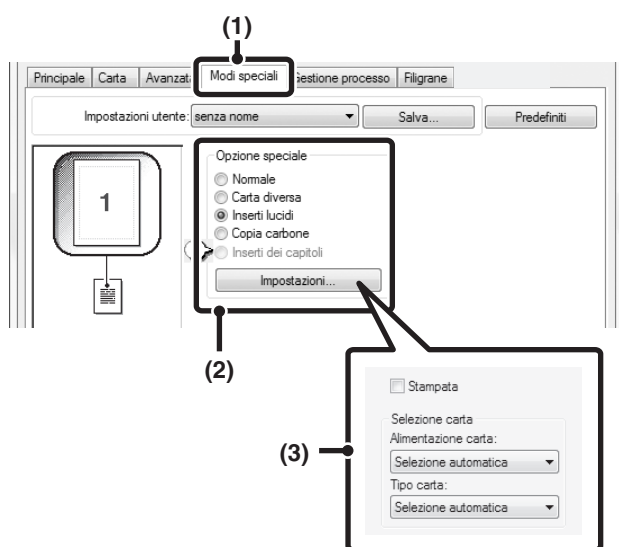 (1)
Principale Carta Avanzat Modi speciali Gestione processo Filigrane
Impostazioni utente: senza nome Salva... Predefiniti
Opzione speciale
Normale
Carta diversa
Inserti lucidi
Copia carbone
Inserti dei capitoli
Impostazioni...
1
(2)
(3)
Stampata
Selezione carta
Alimentazione carta:
Selezione automatica
Tipo carta:
Selezione automatica